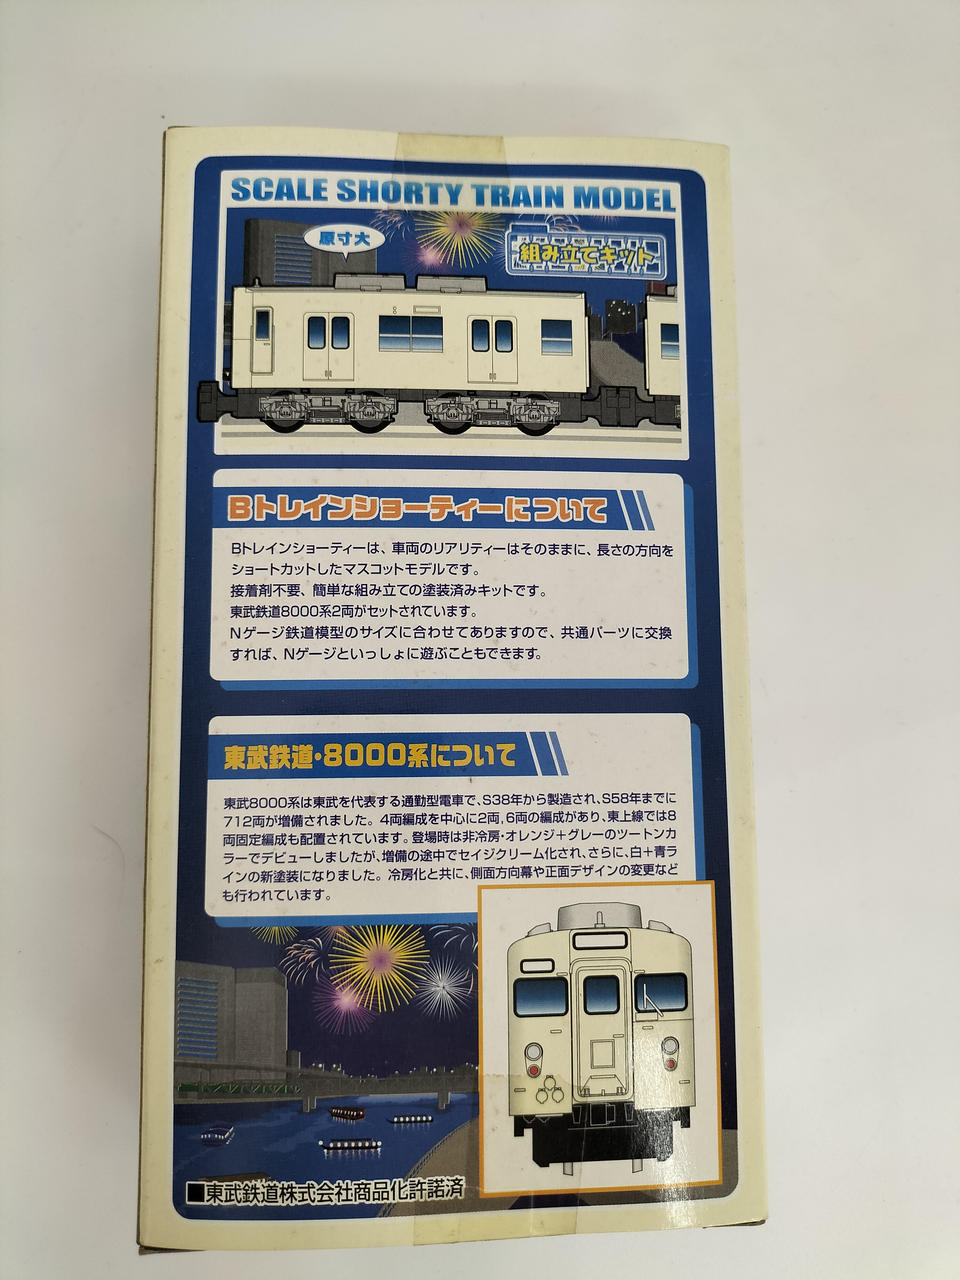 SCALE SHORTY TRAIN MODEL
原寸大
組み立てキット
Bトレインショーティーについて
Bトレインショーティーは、車両のリアリティーはそのままに、長さの方向を
ショートカットしたマスコットモデルです。
接着剤不要、簡単な組み立ての塗装済みキットです。
東武鉄道8000系2両がセットされています。
Nゲージ鉄道模型のサイズに合わせてありますので、共通パーツに交換
すれば、Nゲージといっしょに遊ぶこともできます。
東武鉄道・8000系について
東武8000系は東武を代表する通勤型電車で、S38年から製造され、S58年までに
712両が増備されました。4両編成を中心に2両、6両の編成があり、東上線では8
両固定編成も配置されています。登場時は非冷房・オレンジ+グレーのツートンカ
ラーでデビューしましたが、増備の途中でセイジクリーム化され、さらに、白+青ラ
インの新塗装になりました。冷房化と共に、側面方向幕や正面デザインの変更など
も行われています。
■東武鉄道株式会社商品化許諾済